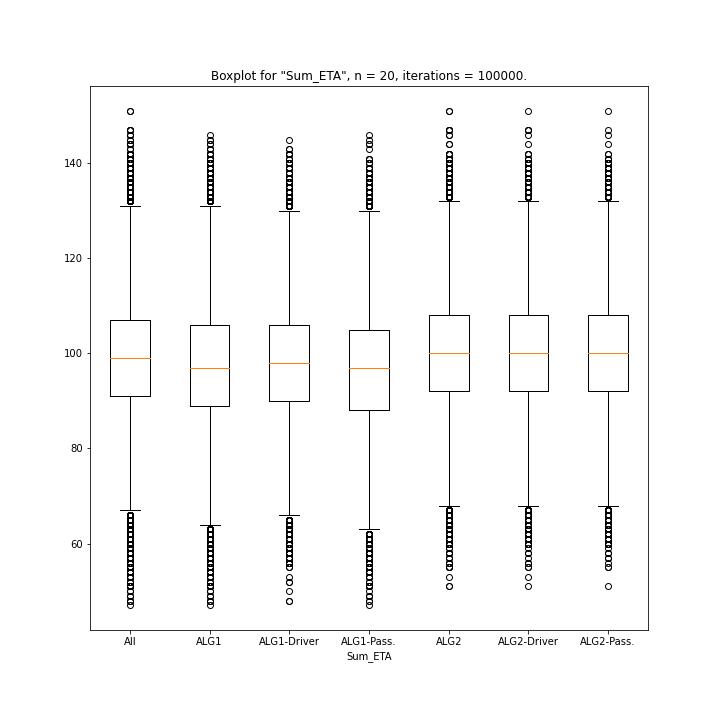 Boxplot for "Sum_ETA", n = 20, iterations = 100000.
140
120
100
80
60
All ALG1 ALG1-Driver ALG1-Pass. ALG2 ALG2-Driver ALG2-Pass.
Sum_ETA